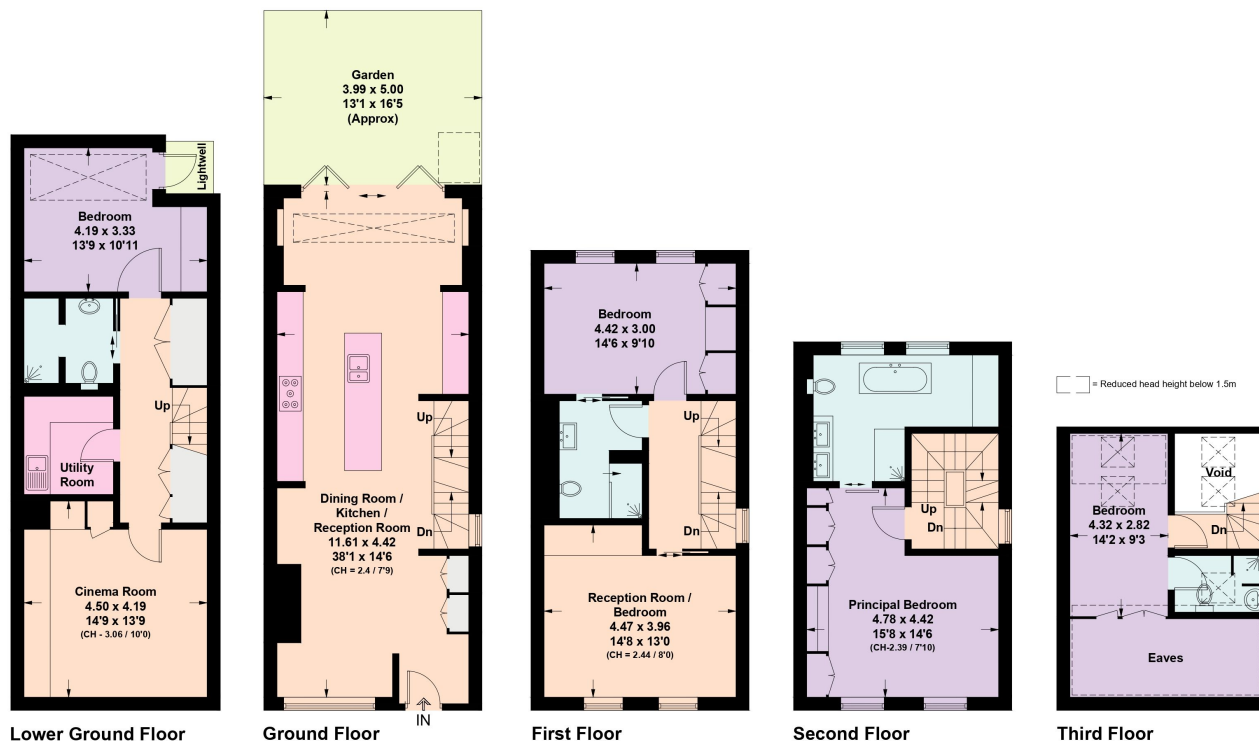 Garden
3.99 x 5.00
13'1 x 16'5
(Approx)
Lightwell
Bedroom
4.19 x 3.33
13'9 x 10'11
Up
Utility
Room
Cinema Room
4.50 x 4.19
14'9 x 13'9
(CH - 3.06 / 10'0)
Lower Ground Floor
Up
Dining Room /
Kitchen /
Reception Room
11.61 x 4.42
38'1 x 14'6
(CH = 2.4 / 7'9)
Dn
IN
Ground Floor
Bedroom
4.42 x 3.00
14'6 x 9'10
Up
Dn
Reception Room /
Bedroom
4.47 x 3.96
14'8 x 13'0
(CH = 2.44 / 8'0)
First Floor
Up
Dn
Principal Bedroom
4.78 x 4.42
15'8 x 14'6
(CH-2.39 / 7'10)
Second Floor
= Reduced head height below 1.5m
Void
Bedroom
4.32 x 2.82
14'2 x 9'3
Dn
Eaves
Third Floor